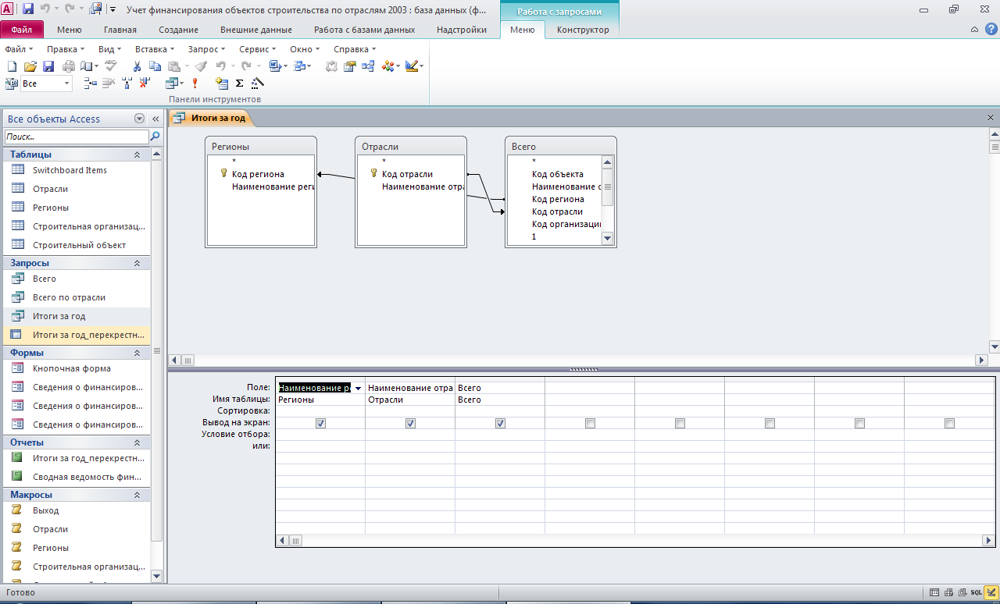 Учет финансирования объектов строительства по отраслям 2003 : база данных (ф...
Работа с запросами
Файл Меню Главная Создание Внешние данные Работа с базами данных Надстройки Меню Конструктор
Файл Правка Вид Вставка Запрос Сервис Окно Справка
Все
Панели инструментов
Все объекты Access
Поиск...
Таблицы
Switchboard Items
Отрасли
Регионы
Строительная организац...
Строительный объект
Запросы
Всего
Всего по отрасли
Итоги за год
Итоги за год_перекрестн...
Формы
Кнопочная форма
Сведения о финансиров...
Сведения о финансиров...
Сведения о финансиров...
Отчеты
Итоги за год_перекрестн...
Сводная ведомость фин...
Макросы
Выход
Отрасли
Регионы
Строительная организац...
Итоги за год
Регионы
*
Код региона
Наименование реги
Отрасли
*
Код отрасли
Наименование отра
Всего
*
Код объекта
Наименование о
Код региона
Код отрасли
Код организации
1
Поле: Наименование ре Наименование отра Всего
Имя таблицы: Регионы Отрасли Всего
Сортировка:
Вывод на экран:
Условие отбора:
или:
Готово
SQL